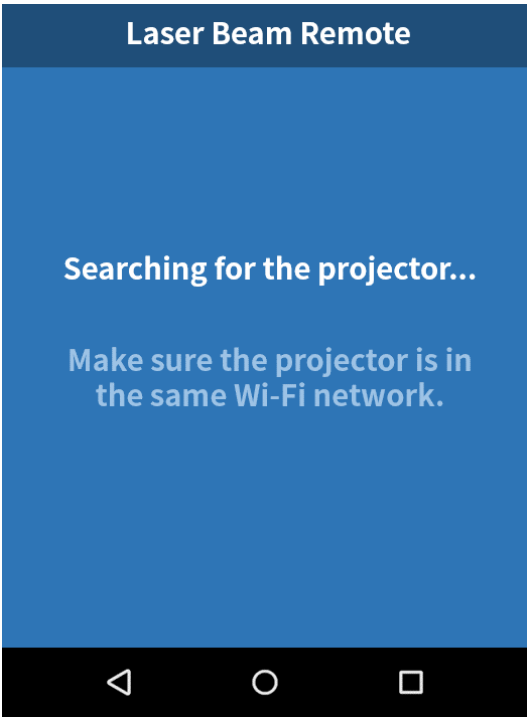 Laser Beam Remote
Searching for the projector...
Make sure the projector is in
the same Wi-Fi network.